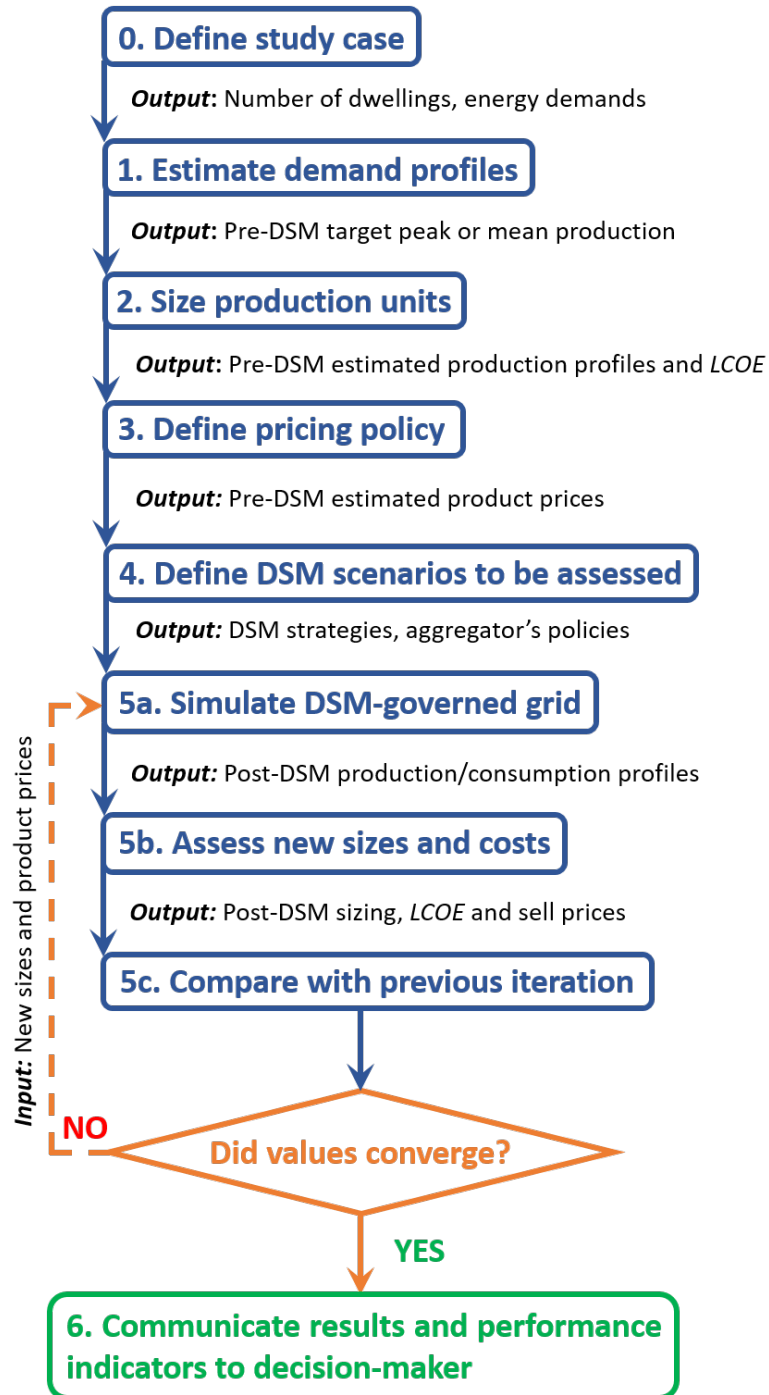 0. Define study case
Output: Number of dwellings, energy demands
1. Estimate demand profiles
Output: Pre-DSM target peak or mean production
2. Size production units
Output: Pre-DSM estimated production profiles and LCOE
3. Define pricing policy
Output: Pre-DSM estimated product prices
4. Define DSM scenarios to be assessed
Output: DSM strategies, aggregator's policies
5a. Simulate DSM-governed grid
Output: Post-DSM production/consumption profiles
5b. Assess new sizes and costs
Output: Post-DSM sizing, LCOE and sell prices
5c. Compare with previous iteration
Input: New sizes and product prices
NO
Did values converge?
YES
6. Communicate results and performance
indicators to decision-maker